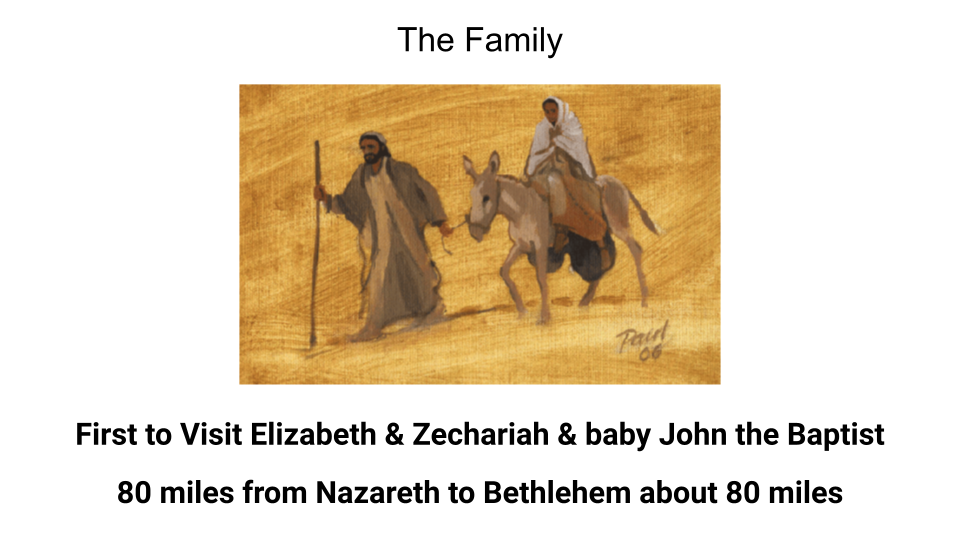 The Family
06
First to Visit Elizabeth & Zechariah & baby John the Baptist
80 miles from Nazareth to Bethlehem about 80 miles